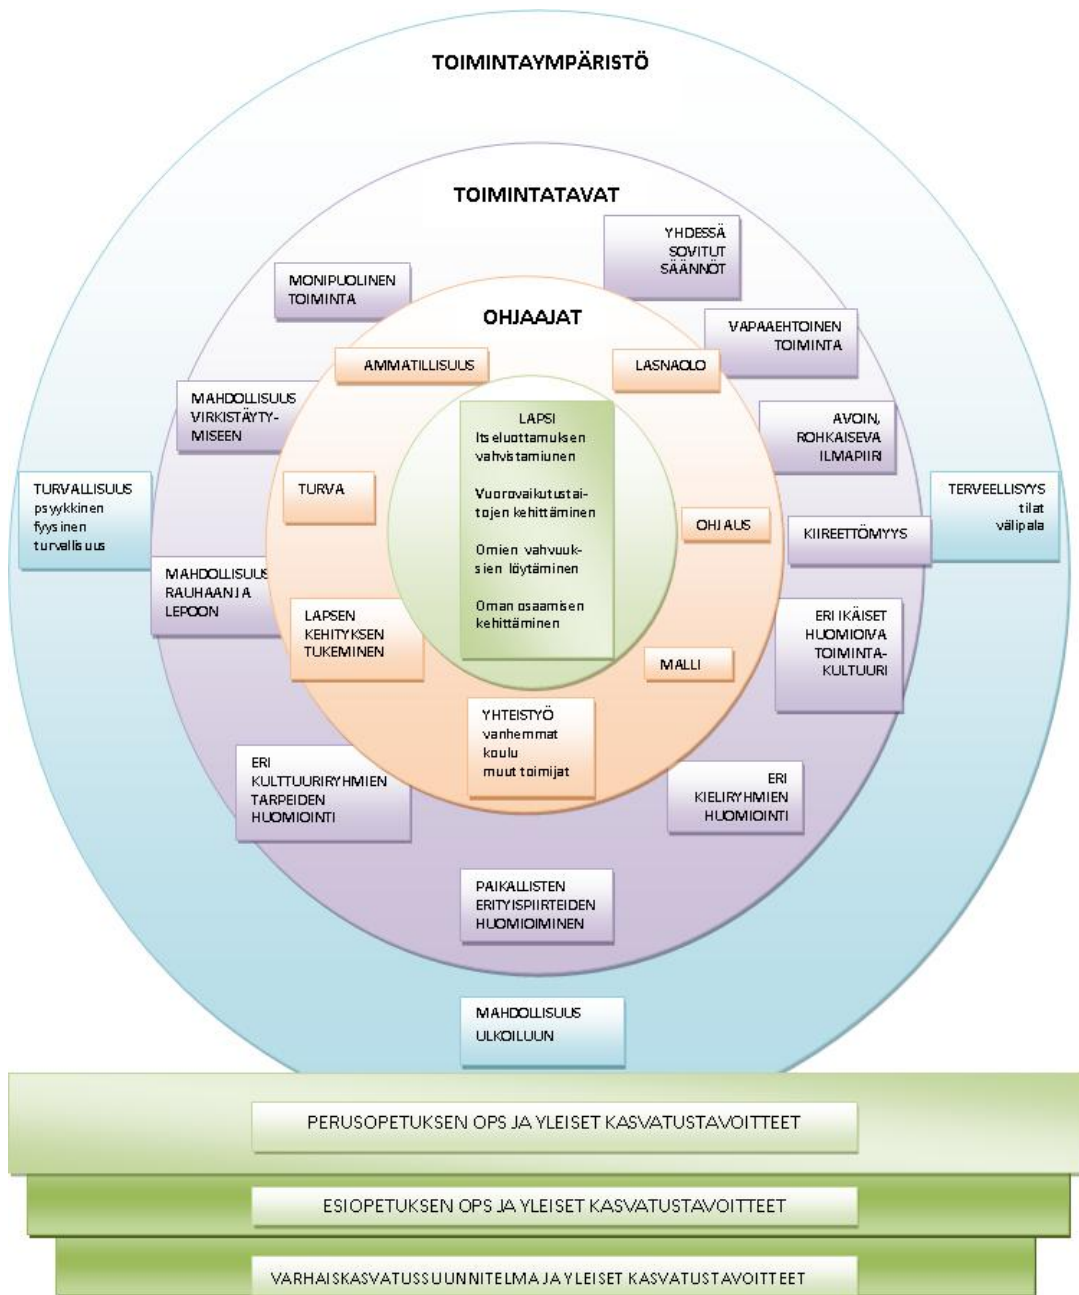 TOIMINTAYMPÄRISTÖ
TOIMINTATAVAT
YHDESSÄ
SOVITUT
SÄÄNNÖT
MONIPUOLINEN
TOIMINTA
OHJAAJAT
VAPAAEHTOINEN
TOIMINTA
AMMATILLISUUS
LASNAOLO
MAHDOLLISUUS
VIRKISTÄYTY-
MISEEN
LAPSI
Itseluottamuksen
vahvistamiunen
Vuorovaikutustai-
tojen kehittäminen
Omien vahvuuk-
sien löytäminen
Oman osaamisen
kehittäminen
AVOIN,
ROHKAISEVA
ILMAPIIRI
TURVALLISUUS
psyykkinen
fyysinen
turvallisuus
TURVA
OHJAUS
KIIREETTÖMYYS
TERVEELLISYYS
tilat
välipala
MAHDOLLISUUS
RAUHAAN JA
LEPOON
LAPSEN
KEHITYKSEN
TUKEMINEN
MALLI
ERI IKÄISET
HUOMIOIVA
TOIMINTA-
KULTUURI
YHTEISTYÖ
vanhemmat
koulu
muut toimijat
ERI
KULTTUURIRYHMIEN
TARPEIDEN
HUOMIOINTI
ERI
KIELIRYHMIEN
HUOMIOINTI
PAIKALLISTEN
ERITYISPIIRTEIDEN
HUOMIOIMINEN
MAHDOLLISUUS
ULKOILUUN
PERUSOPETUKSEN OPS JA YLEISET KASVATUSTAVOITTEET
ESIOPETUKSEN OPS JA YLEISET KASVATUSTAVOITTEET
VARHAISKASVATUSSUUNNITELMA JA YLEISET KASVATUSTAVOITTEET